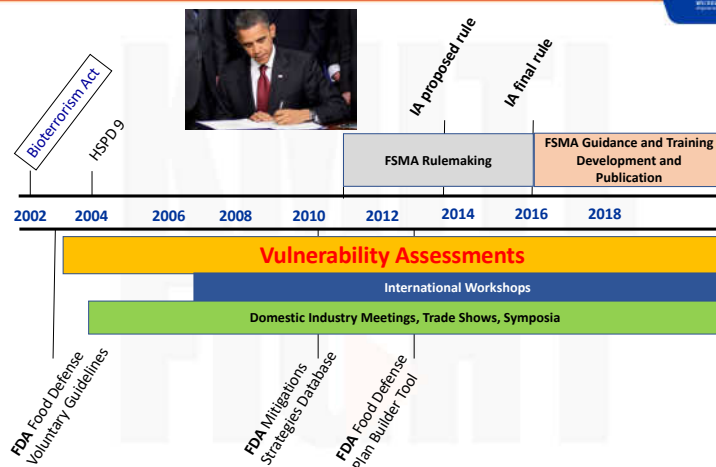 Bioterrorism Act
HSPD 9
IA proposed rule
IA final rule
FSMA Rulemaking
FSMA Guidance and Training
Development and
Publication
2002 2004 2006 2008 2010 2012 2014 2016 2018
Vulnerability Assessments
International Workshops
Domestic Industry Meetings, Trade Shows, Symposia
FDA Food Defense
Voluntary Guidelines
FDA Mitigations
Strategies Database
FDA Food Defense
Plan Builder Tool